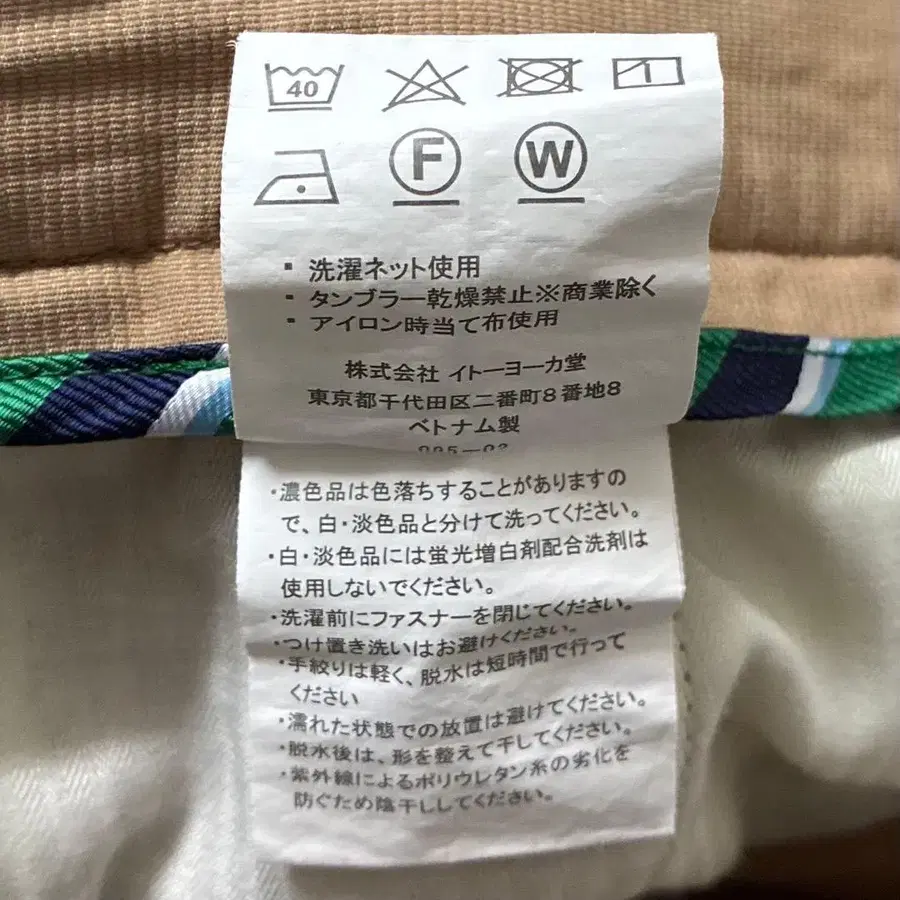 40
F W
・洗濯ネット使用
・タンブラー乾燥禁止※商業除く
・アイロン時当て布使用
株式会社 イトーヨーカ堂
東京都千代田区二番町8番地8
ベトナム製
・濃色品は色落ちすることがありますの
で、白・淡色品と分けて洗ってください。
・白・淡色品には蛍光増白剤配合洗剤は
使用しないでください。
・洗濯前にファスナーを閉じてください。
・つけ置き洗いはお避けください。
・手絞りは軽く、脱水は短時間で行って
ください
・濡れた状態での放置は避けてください。
・脱水後は、形を整えて干してください。
・紫外線によるポリウレタン糸の劣化を
防ぐため陰干ししてください。